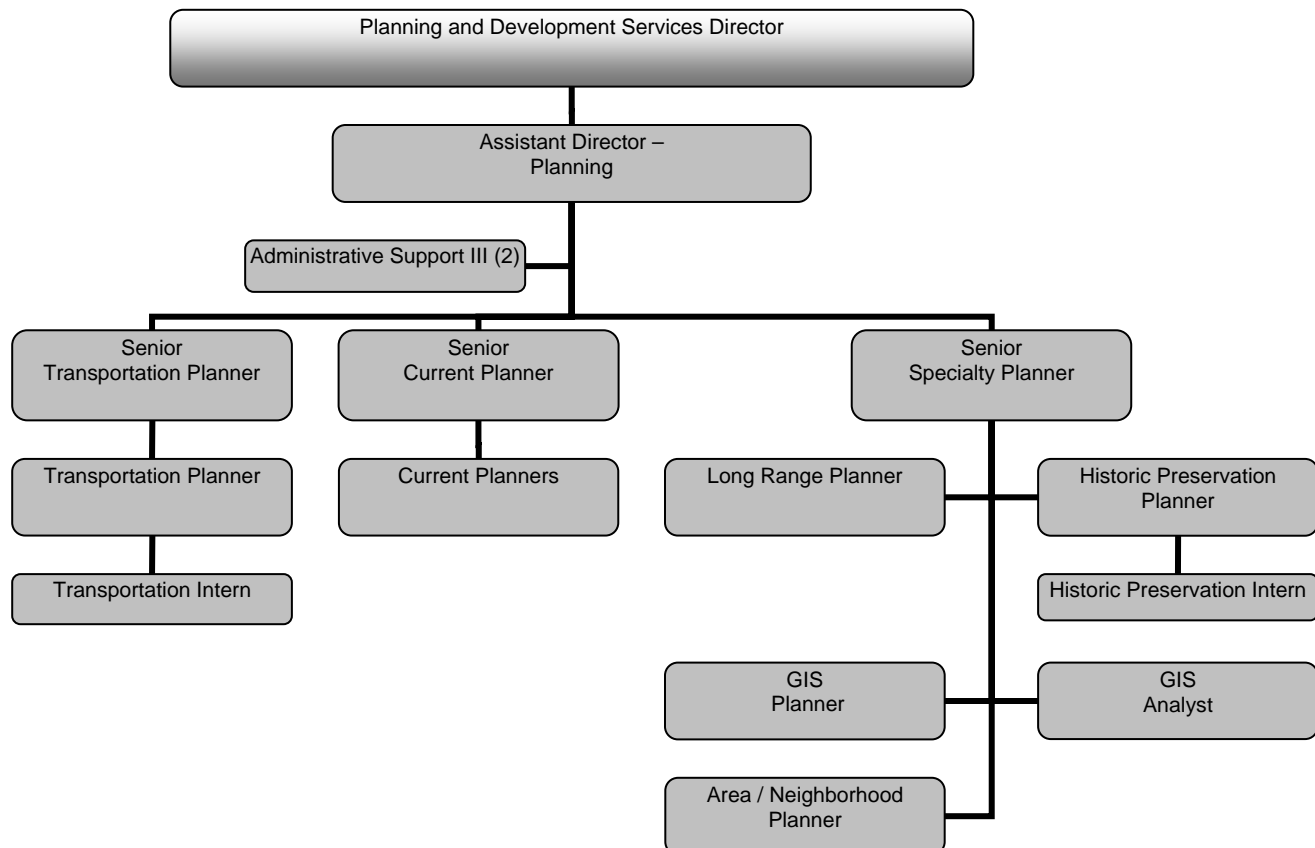 Planning and Development Services Director
Assistant Director –
Planning
Administrative Support III (2)
Senior
Transportation Planner
Senior
Current Planner
Senior
Specialty Planner
Transportation Planner
Current Planners
Long Range Planner
Historic Preservation
Planner
Transportation Intern
Historic Preservation Intern
GIS
Planner
GIS
Analyst
Area / Neighborhood
Planner